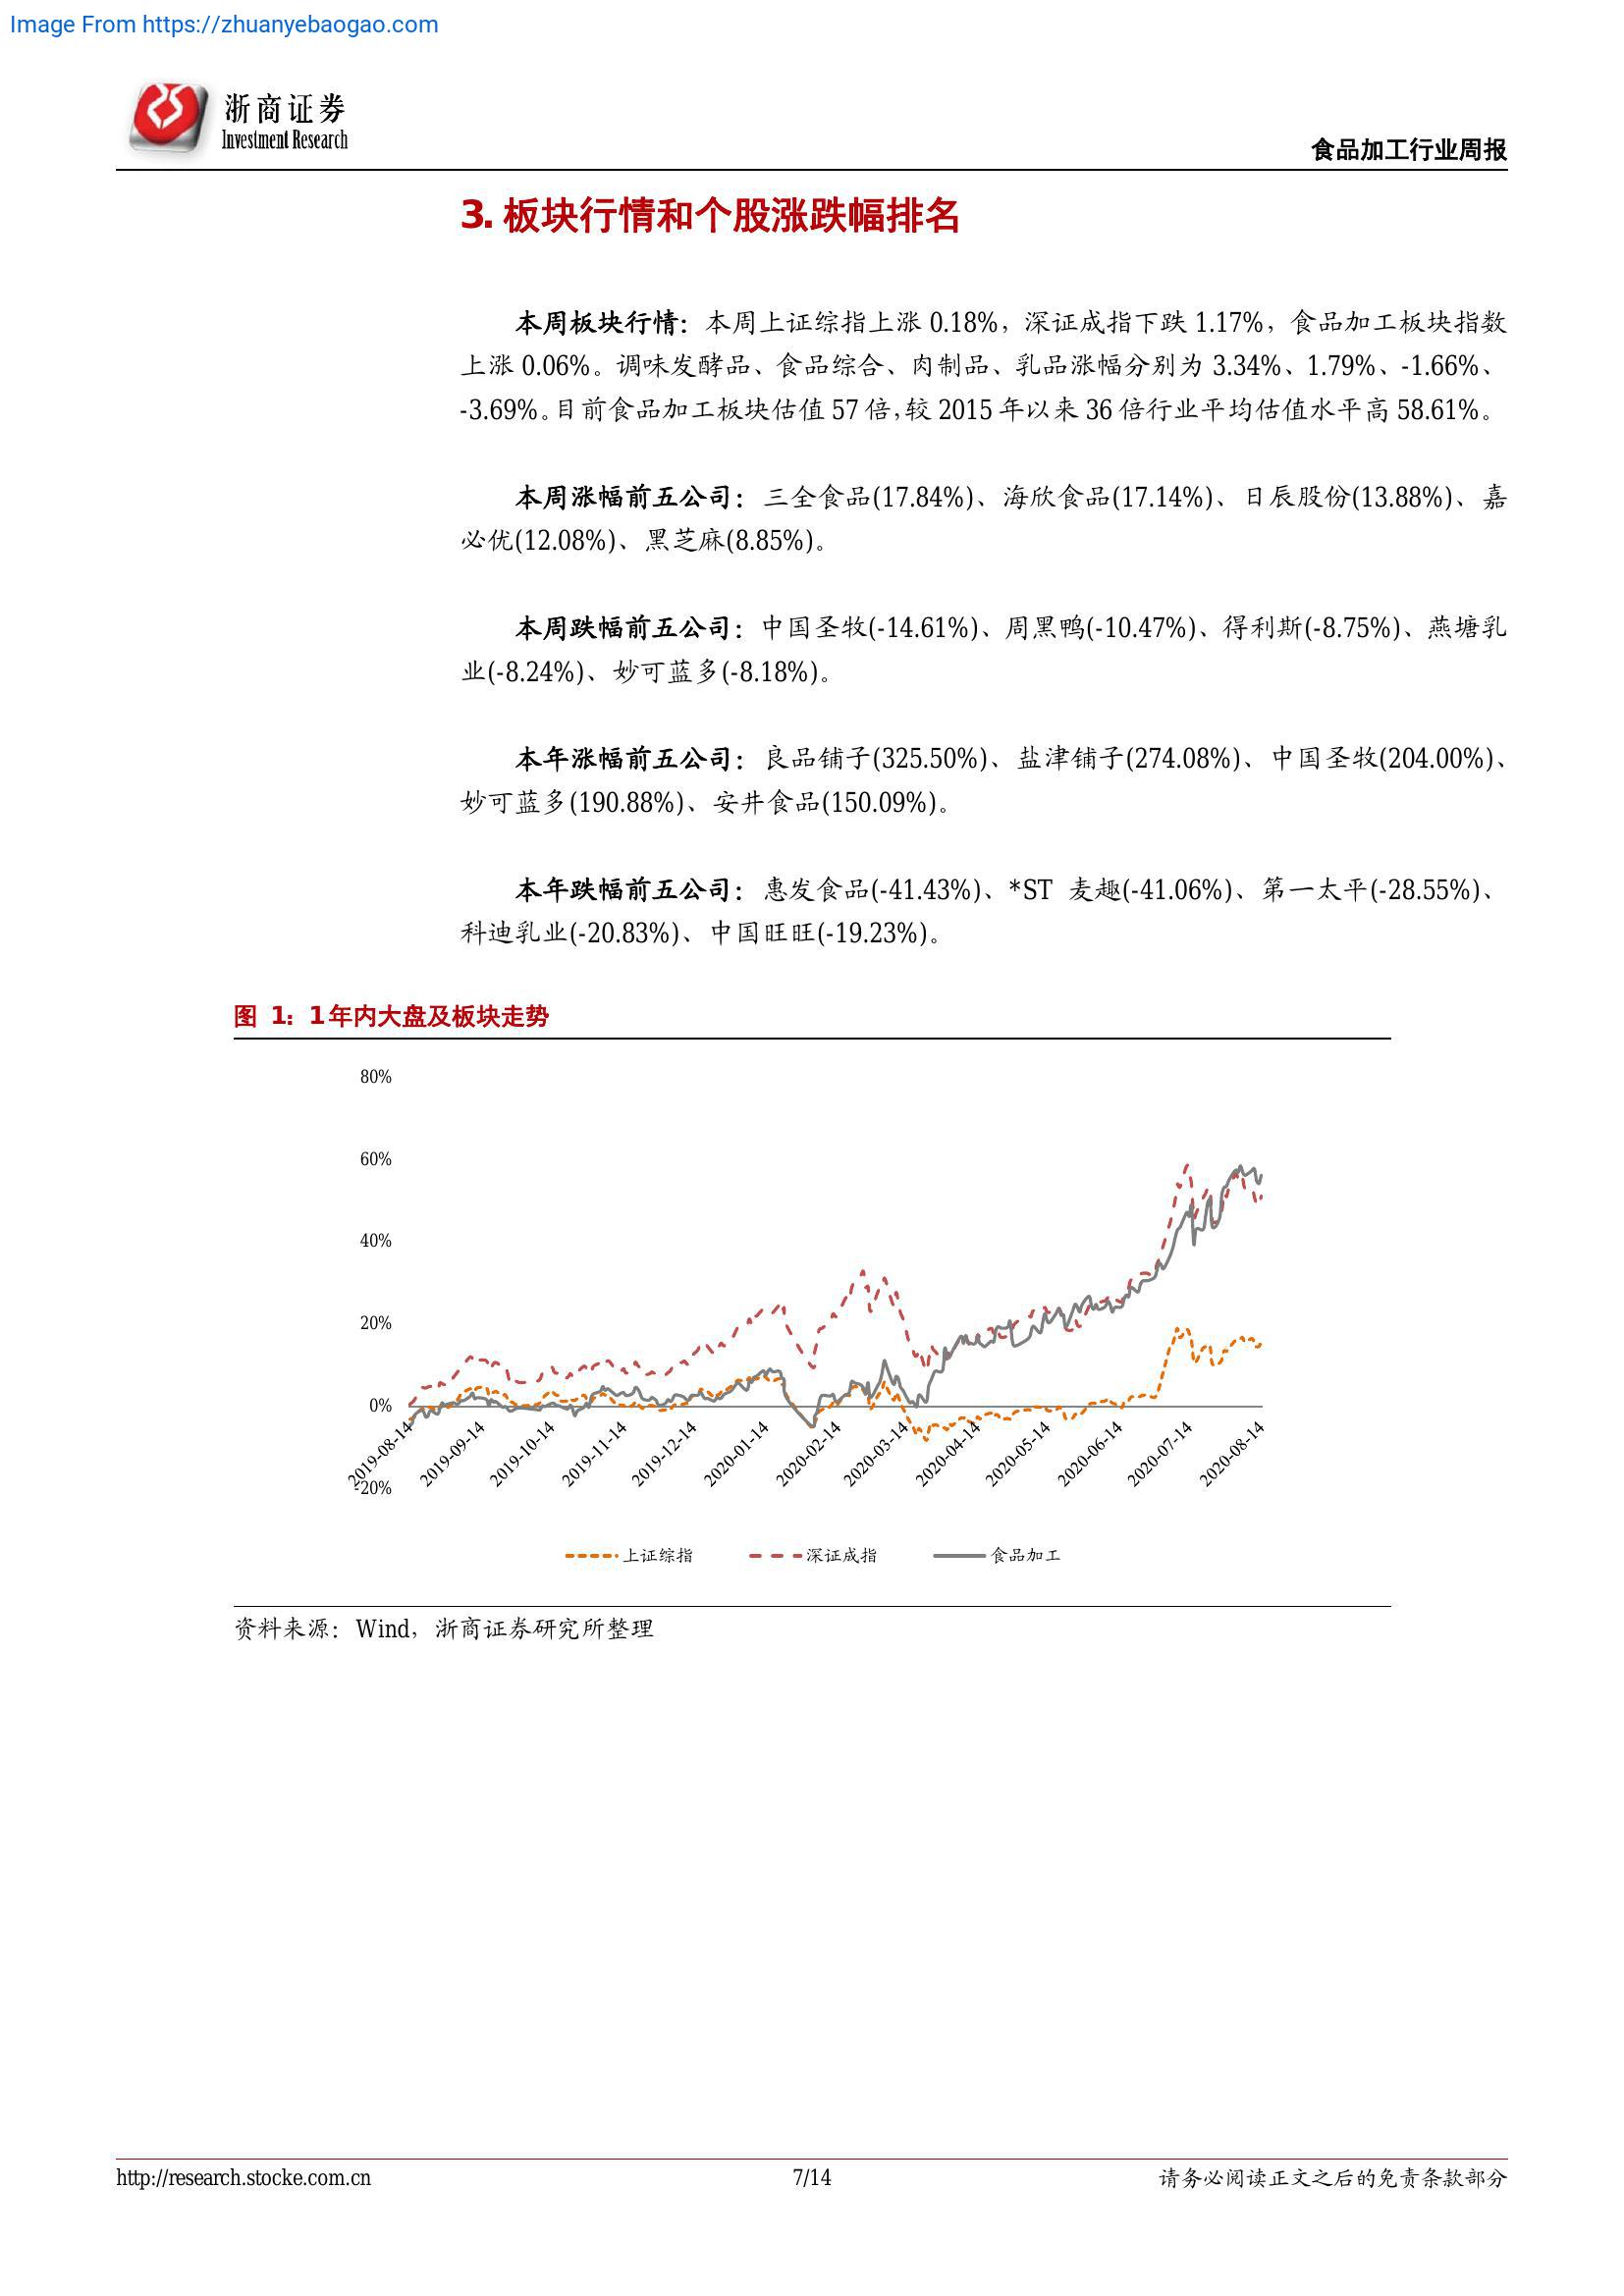 Image From https://zhuanyebaogao.com
浙商证券
Investment Research
食品加工行业周报
3. 板块行情和个股涨跌幅排名
本周板块行情：本周上证综指上涨 0.18%，深证成指下跌 1.17%，食品加工板块指数
上涨 0.06%。调味发酵品、食品综合、肉制品、乳品涨幅分别为 3.34%、1.79%、-1.66%、
-3.69%。目前食品加工板块估值 57 倍，较 2015 年以来 36 倍行业平均估值水平高 58.61%。
本周涨幅前五公司：三全食品(17.84%)、海欣食品(17.14%)、日辰股份(13.88%)、嘉
必优(12.08%)、黑芝麻(8.85%)。
本周跌幅前五公司：中国圣牧(-14.61%)、周黑鸭(-10.47%)、得利斯(-8.75%)、燕塘乳
业(-8.24%)、妙可蓝多(-8.18%)。
本年涨幅前五公司：良品铺子(325.50%)、盐津铺子(274.08%)、中国圣牧(204.00%)、
妙可蓝多(190.88%)、安井食品(150.09%)。
本年跌幅前五公司：惠发食品(-41.43%)、*ST 麦趣(-41.06%)、第一太平(-28.55%)、
科迪乳业(-20.83%)、中国旺旺(-19.23%)。
图 1：1年内大盘及板块走势
80%
60%
40%
20%
0%
-20%
2019-08-14
2019-09-14
2019-10-14
2019-11-14
2019-12-14
2020-01-14
2020-02-14
2020-03-14
2020-04-14
2020-05-14
2020-06-14
2020-07-14
2020-08-14
上证综指 深证成指 食品加工
资料来源：Wind，浙商证券研究所整理
http://research.stocke.com.cn 7/14 请务必阅读正文之后的免责条款部分